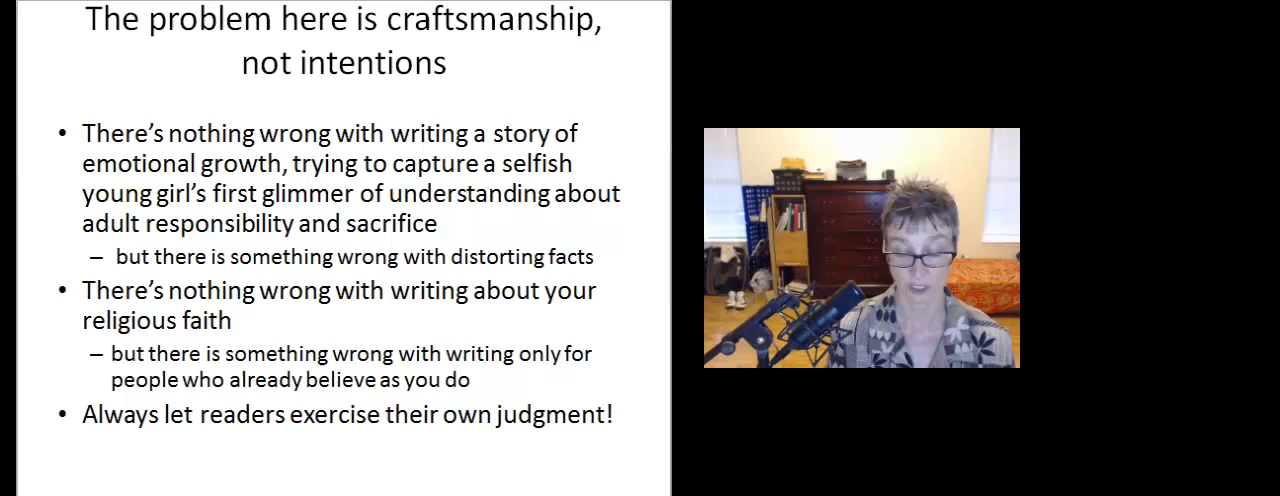 The problem here is craftsmanship,
not intentions
• There's nothing wrong with writing a story of
emotional growth, trying to capture a selfish
young girl's first glimmer of understanding about
adult responsibility and sacrifice
– but there is something wrong with distorting facts
• There's nothing wrong with writing about your
religious faith
– but there is something wrong with writing only for
people who already believe as you do
• Always let readers exercise their own judgment!